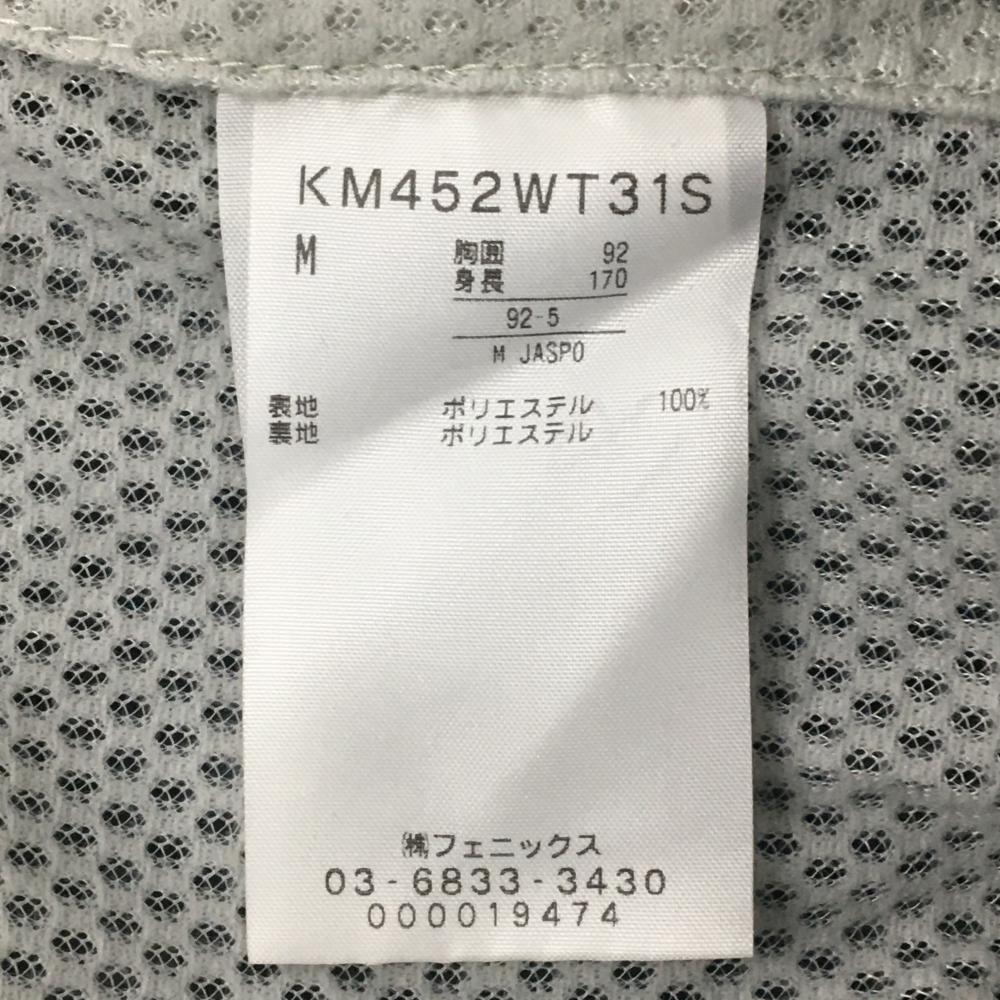 KM452WT31S
M 胸囲 92
身長 170
92-5
M JASPO
表地 ポリエステル 100%
裏地 ポリエステル
㈱フェニックス
03-6833-3430
000019474